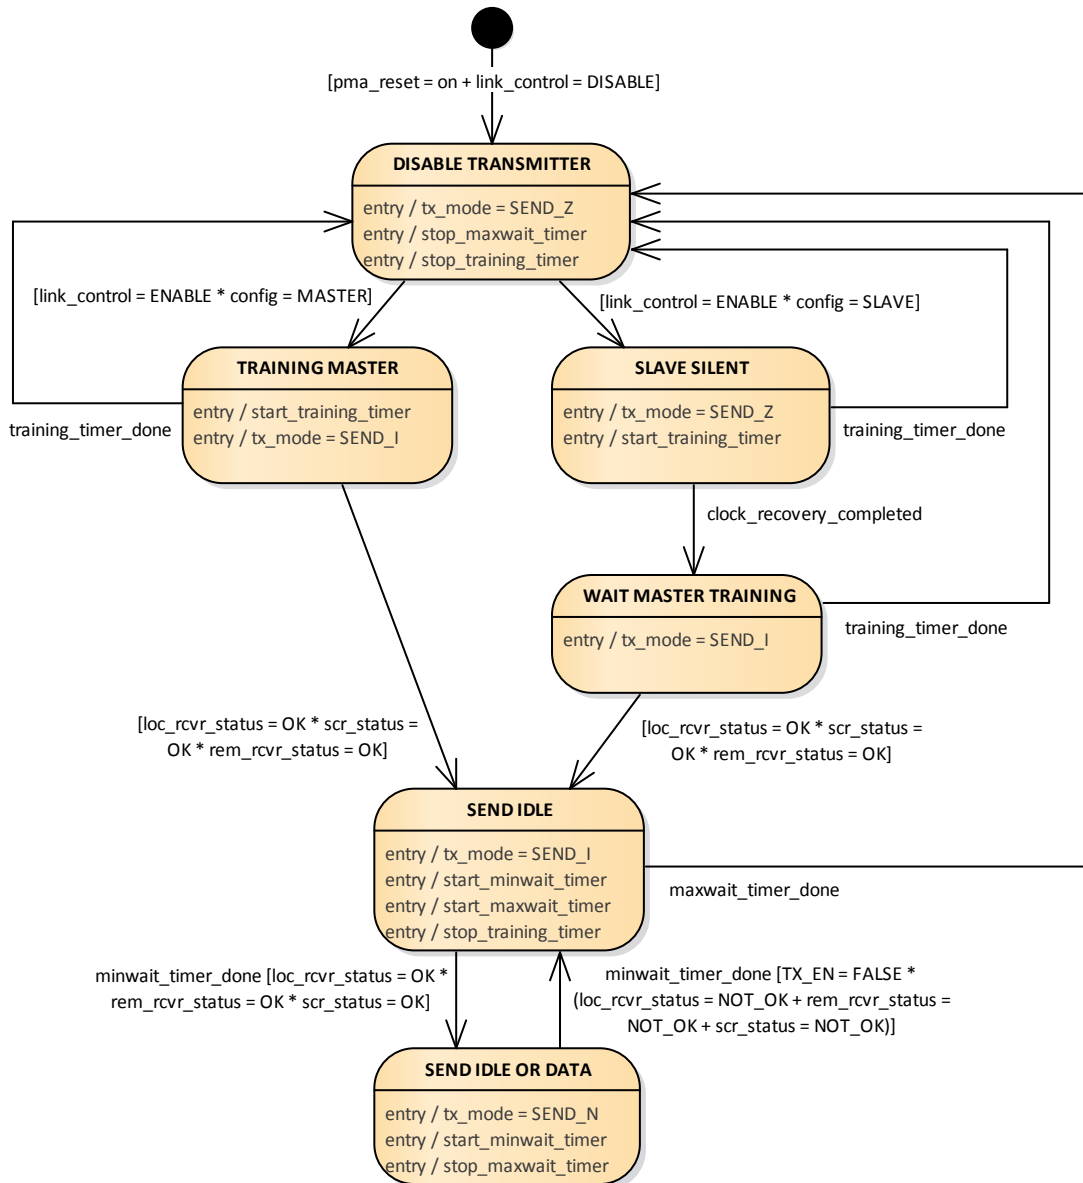 [pma_reset = on + link_control = DISABLE]
DISABLE TRANSMITTER
entry / tx_mode = SEND_Z
entry / stop_maxwait_timer
entry / stop_training_timer
[link_control = ENABLE * config = MASTER]
[link_control = ENABLE * config = SLAVE]
TRAINING MASTER
entry / start_training_timer
entry / tx_mode = SEND_I
training_timer_done
SLAVE SILENT
entry / tx_mode = SEND_Z
entry / start_training_timer
training_timer_done
clock_recovery_completed
WAIT MASTER TRAINING
entry / tx_mode = SEND_I
training_timer_done
[loc_rcvr_status = OK * scr_status =
OK * rem_rcvr_status = OK]
[loc_rcvr_status = OK * scr_status =
OK * rem_rcvr_status = OK]
SEND IDLE
entry / tx_mode = SEND_I
entry / start_minwait_timer
entry / start_maxwait_timer
entry / stop_training_timer
maxwait_timer_done
minwait_timer_done [loc_rcvr_status = OK *
rem_rcvr_status = OK * scr_status = OK]
minwait_timer_done [TX_EN = FALSE *
(loc_rcvr_status = NOT_OK + rem_rcvr_status =
NOT_OK + scr_status = NOT_OK)]
SEND IDLE OR DATA
entry / tx_mode = SEND_N
entry / start_minwait_timer
entry / stop_maxwait_timer